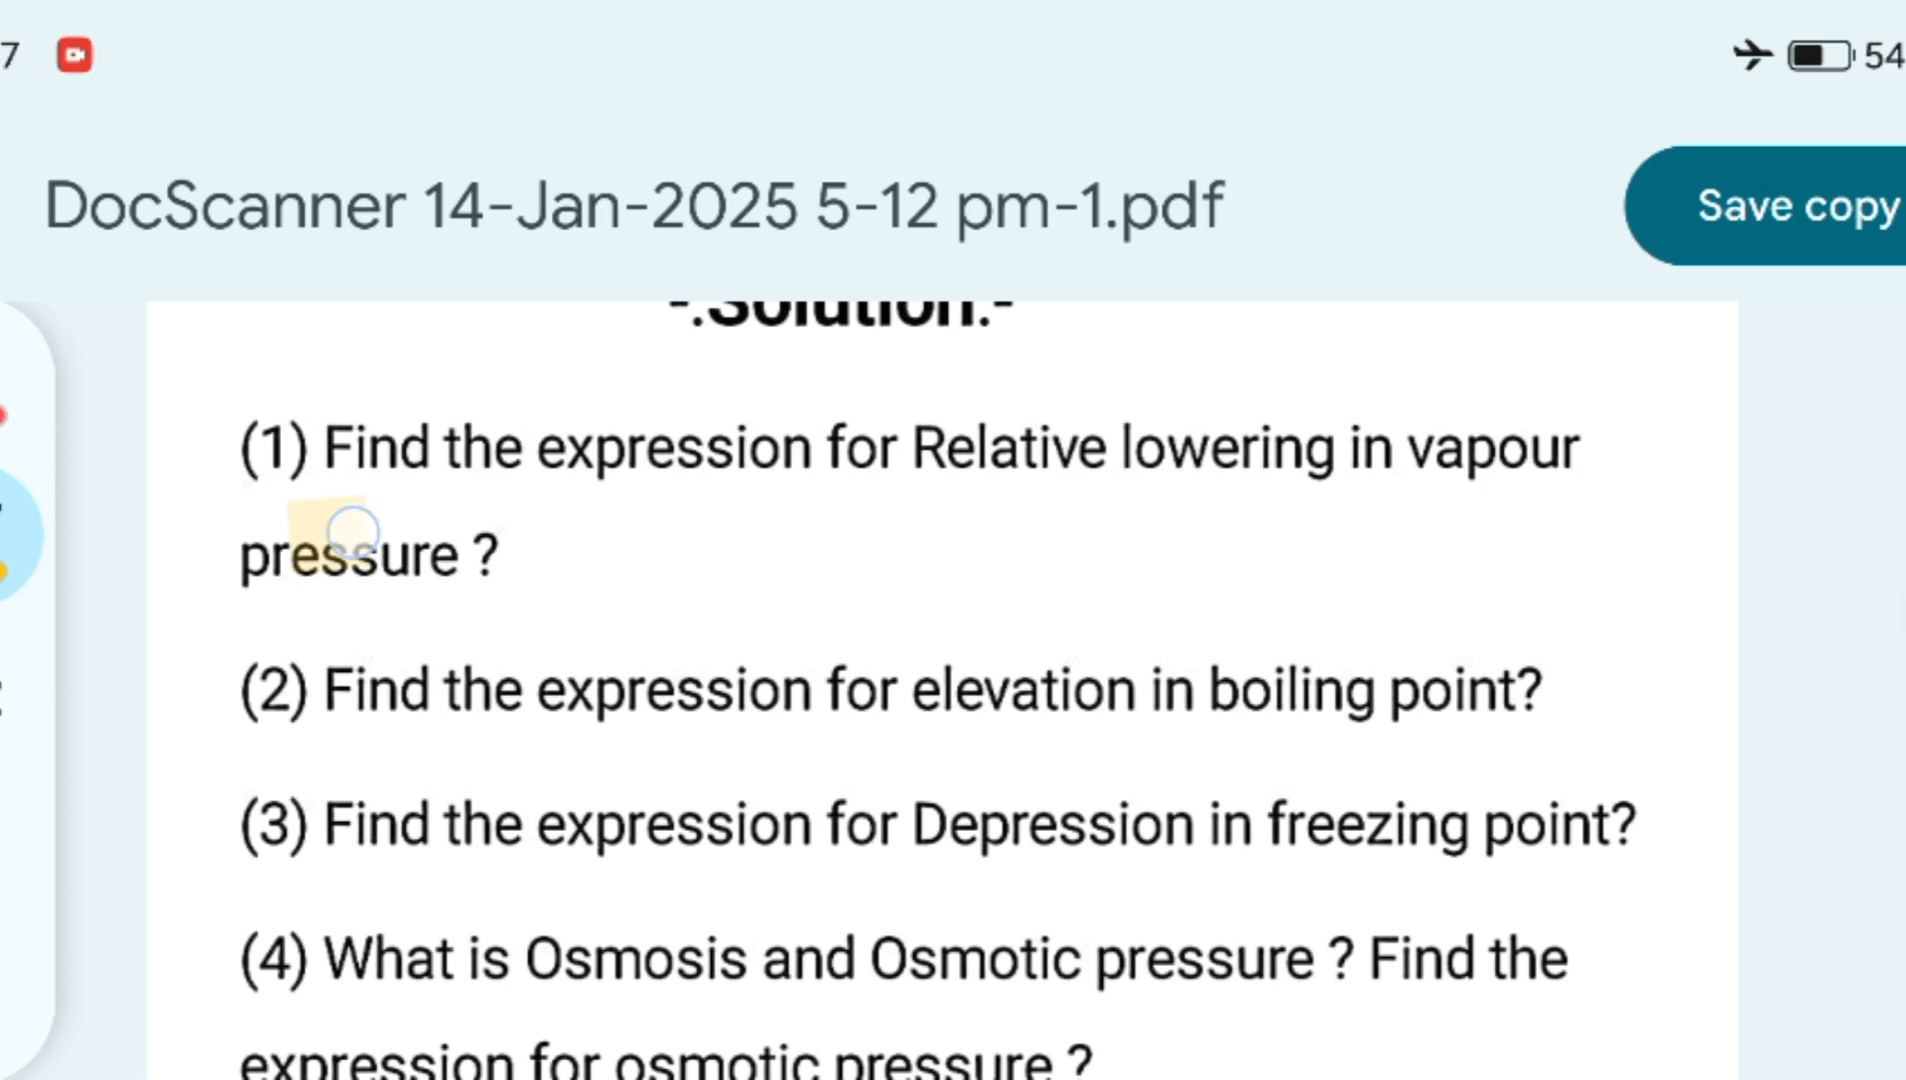 7
54
DocScanner 14-Jan-2025 5-12 pm-1.pdf
Save copy
-:Solution:-
(1) Find the expression for Relative lowering in vapour
pressure ?
(2) Find the expression for elevation in boiling point?
(3) Find the expression for Depression in freezing point?
(4) What is Osmosis and Osmotic pressure ? Find the
expression for osmotic pressure ?